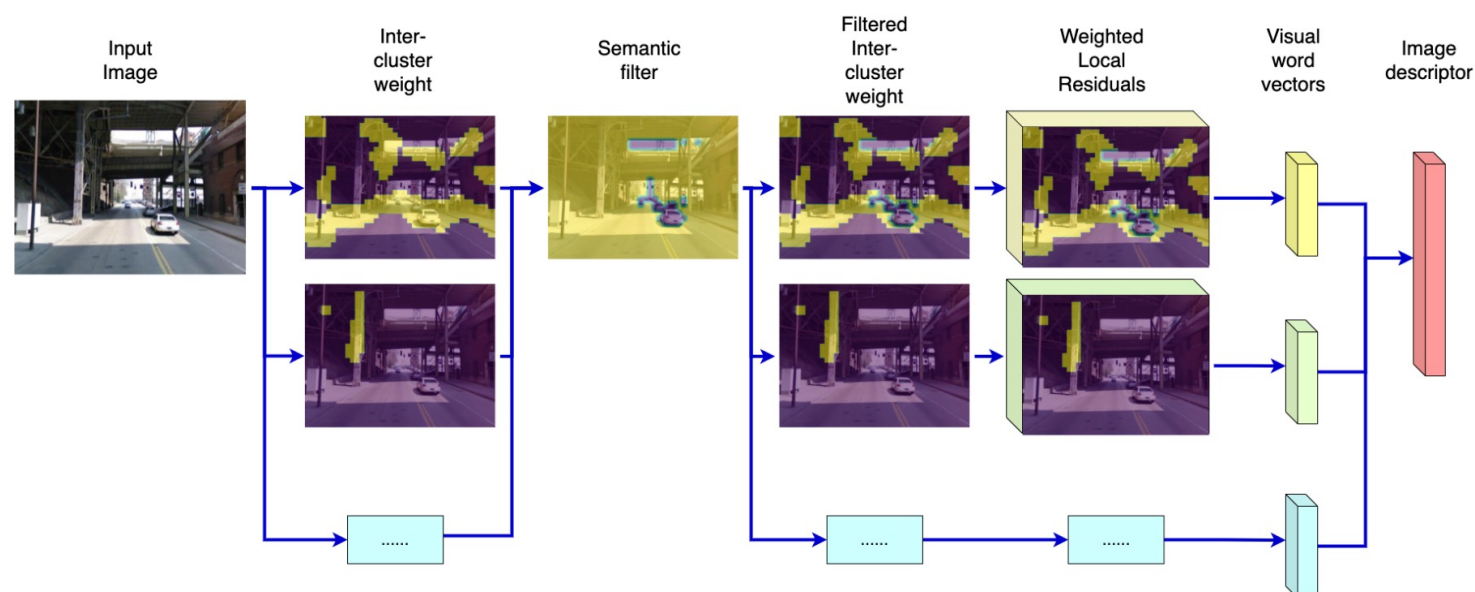 Input
Image
Inter-
cluster
weight
Semantic
filter
Filtered
Inter-
cluster
weight
Weighted
Local
Residuals
Visual
word
vectors
Image
descriptor
......
......
......